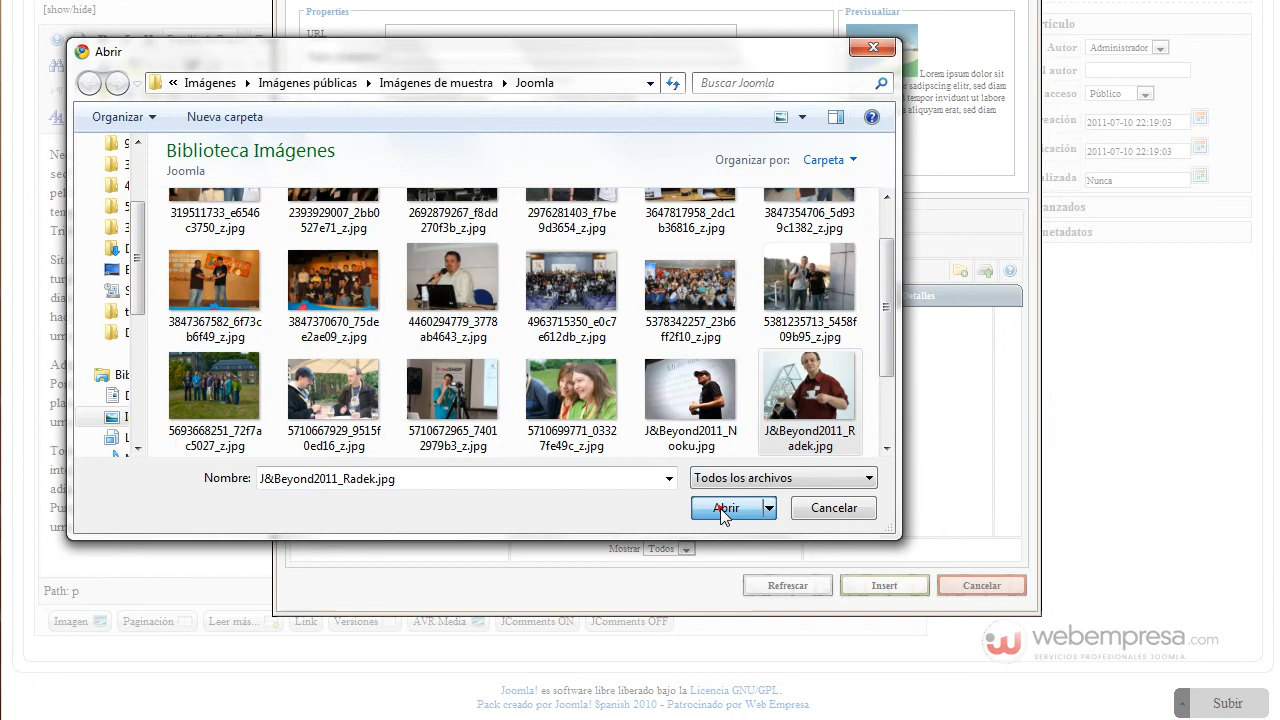 [show/hide]
Properties
URL
Previsualizar
Lorem ipsum dolor
sadipscing elitr, sed diam
tempor invidunt ut labore
aliquyam erat, sed diam
Artículo
Autor
Administrador
Público
2011-07-10 22:19:03
2011-07-10 22:19:03
Nunca
Abrir
Imágenes
Imágenes públicas
Imágenes de muestra
Joomla
Buscar Joomla
Organizar
Nueva carpeta
Biblioteca Imágenes
Joomla
Organizar por:
Carpeta
319511733_e6546
c3750_z.jpg
2393929007_2bb0
527e71_z.jpg
2692879267_f8dd
270f3b_z.jpg
2976281403_f7be
9d3654_z.jpg
3647817958_2dc1
b36816_z.jpg
3847354706_5d93
9c1382_z.jpg
3847367582_6f73c
b6f49_z.jpg
3847370670_75de
e2ae09_z.jpg
4460294779_3778
ab4643_z.jpg
4963715350_e0c7
e612db_z.jpg
5378342257_23b6
ff2f10_z.jpg
5381235713_5458f
09b95_z.jpg
5693668251_72f7a
c5027_z.jpg
5710667929_9515f
0ed16_z.jpg
5710672965_7401
2979b3_z.jpg
5710699771_0332
7fe49c_z.jpg
J&Beyond2011_N
ooku.jpg
J&Beyond2011_R
adek.jpg
Nombre:
J&Beyond2011_Radek.jpg
Todos los archivos
Abrir
Cancelar
Detalles
Mostrar
Todos
Refrescar
Insert
Cancelar
Path: p
Imagen
Paginación
Leer más...
Link
Versiones
AVR Media
JComments ON
JComments OFF
webempresa.com
SERVICIOS PROFESIONALES JOOMLA!
Joomla! es software libre liberado bajo la Licencia GNU/GPL.
Pack creado por Joomla! Spanish 2010 - Patrocinado por Web Empresa
Subir